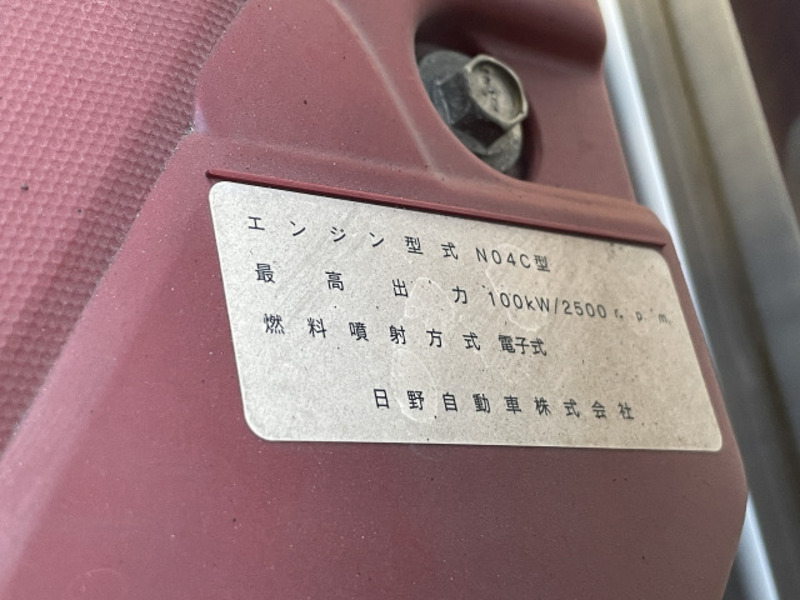 エンジン型式 N04C型
最高出力 100kW/2500 r.p.m.
燃料噴射方式 電子式
日野自動車株式会社